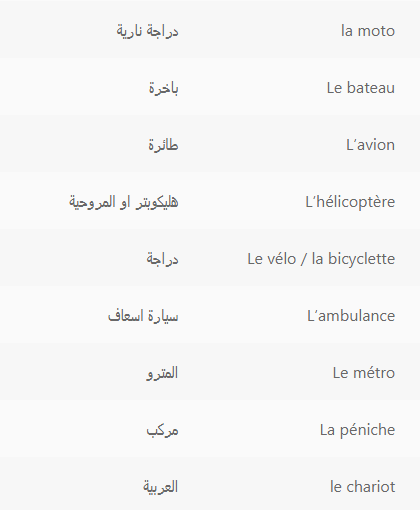 la moto دراجة نارية
Le bateau باخرة
L’avion طائرة
L’hélicoptère هليكوبتر او المروحية
Le vélo / la bicyclette دراجة
L’ambulance سيارة اسعاف
Le métro المترو
La péniche مركب
le chariot العربية